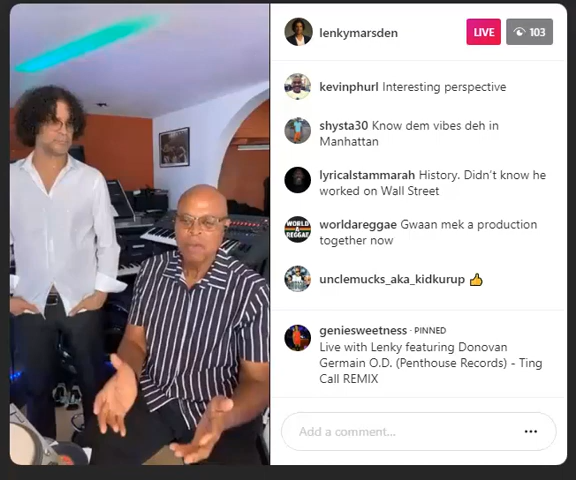 lenkymarsden
LIVE
103
kevinphurl Interesting perspective
shysta30 Know dem vibes deh in
Manhattan
lyricalstammarah History. Didn't know he
worked on Wall Street
WORLD
A
REGGAE
worldareggae Gwaan mek a production
together now
unclemucks_aka_kidkurup 👍
geniesweetness · PINNED
Live with Lenky featuring Donovan
Germain O.D. (Penthouse Records) - Ting
Call REMIX
Add a comment...